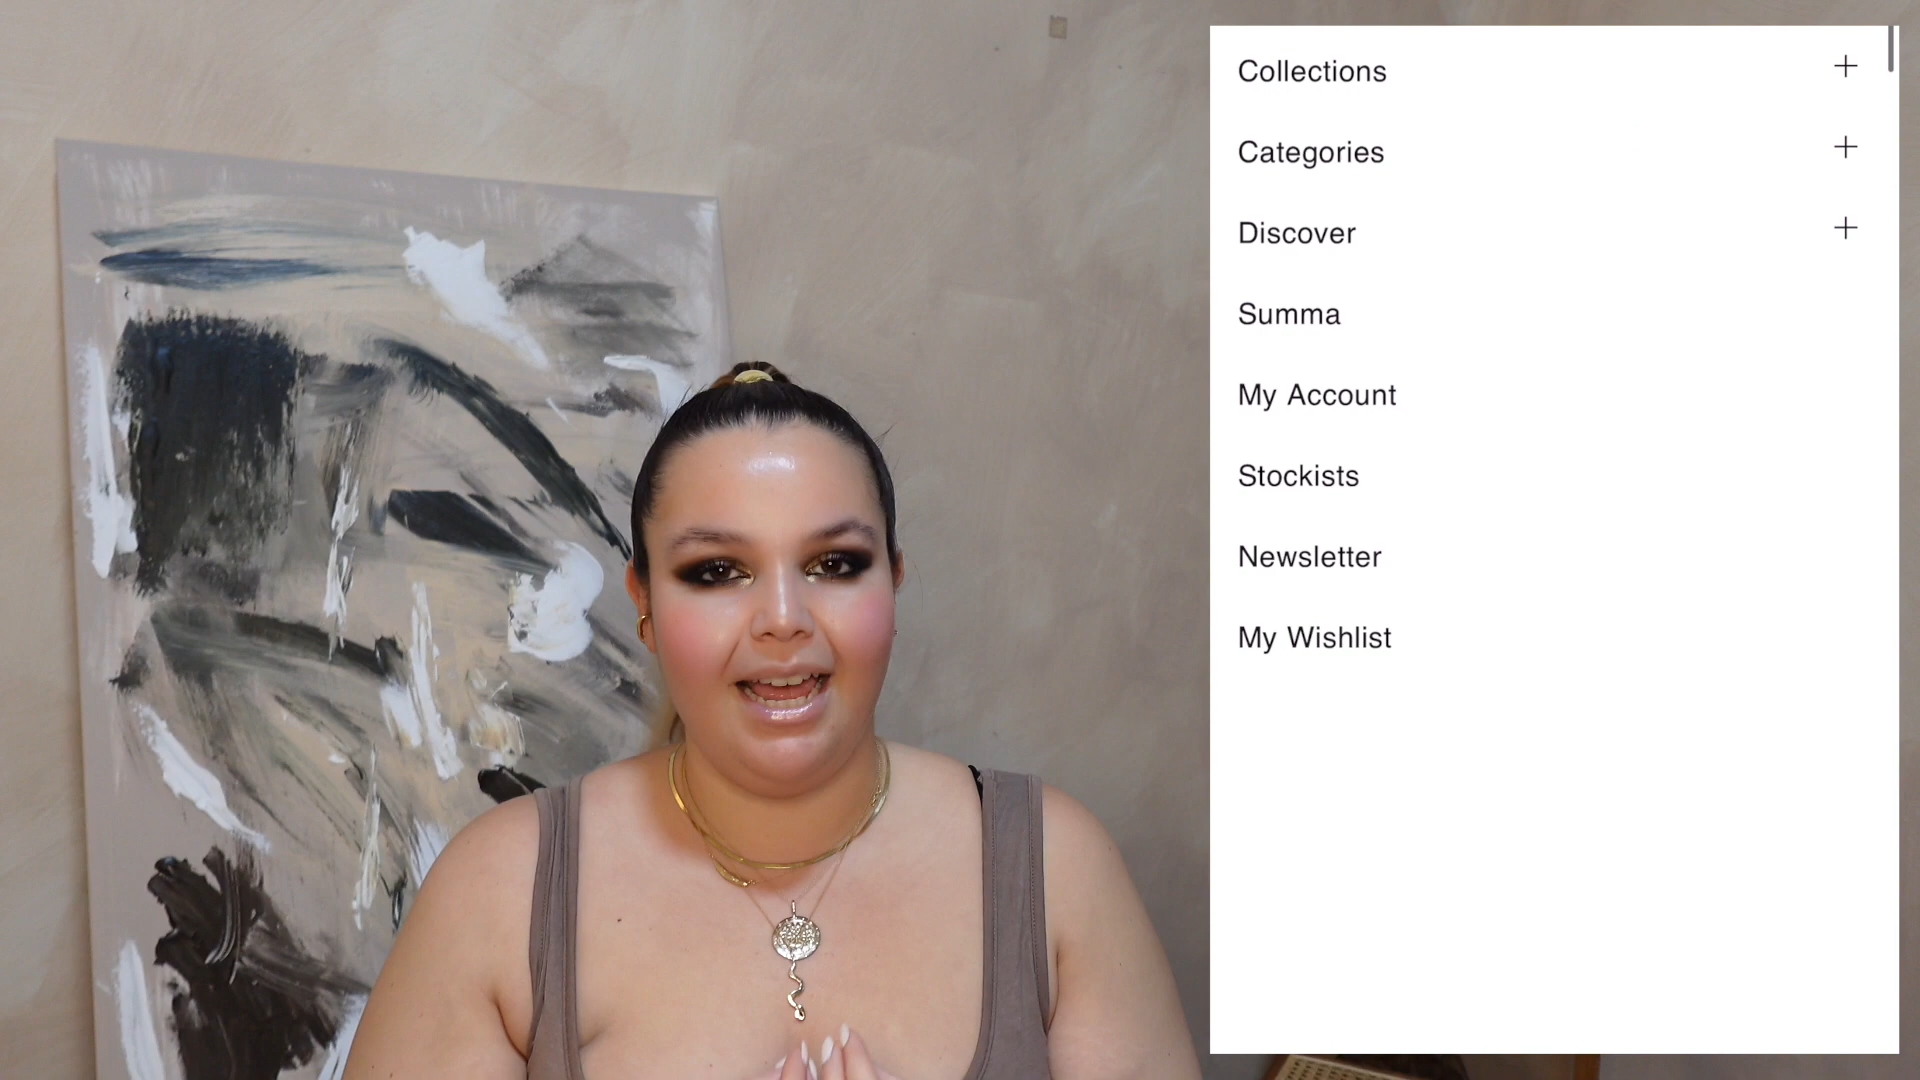 Collections
Categories
Discover
Summa
My Account
Stockists
Newsletter
My Wishlist